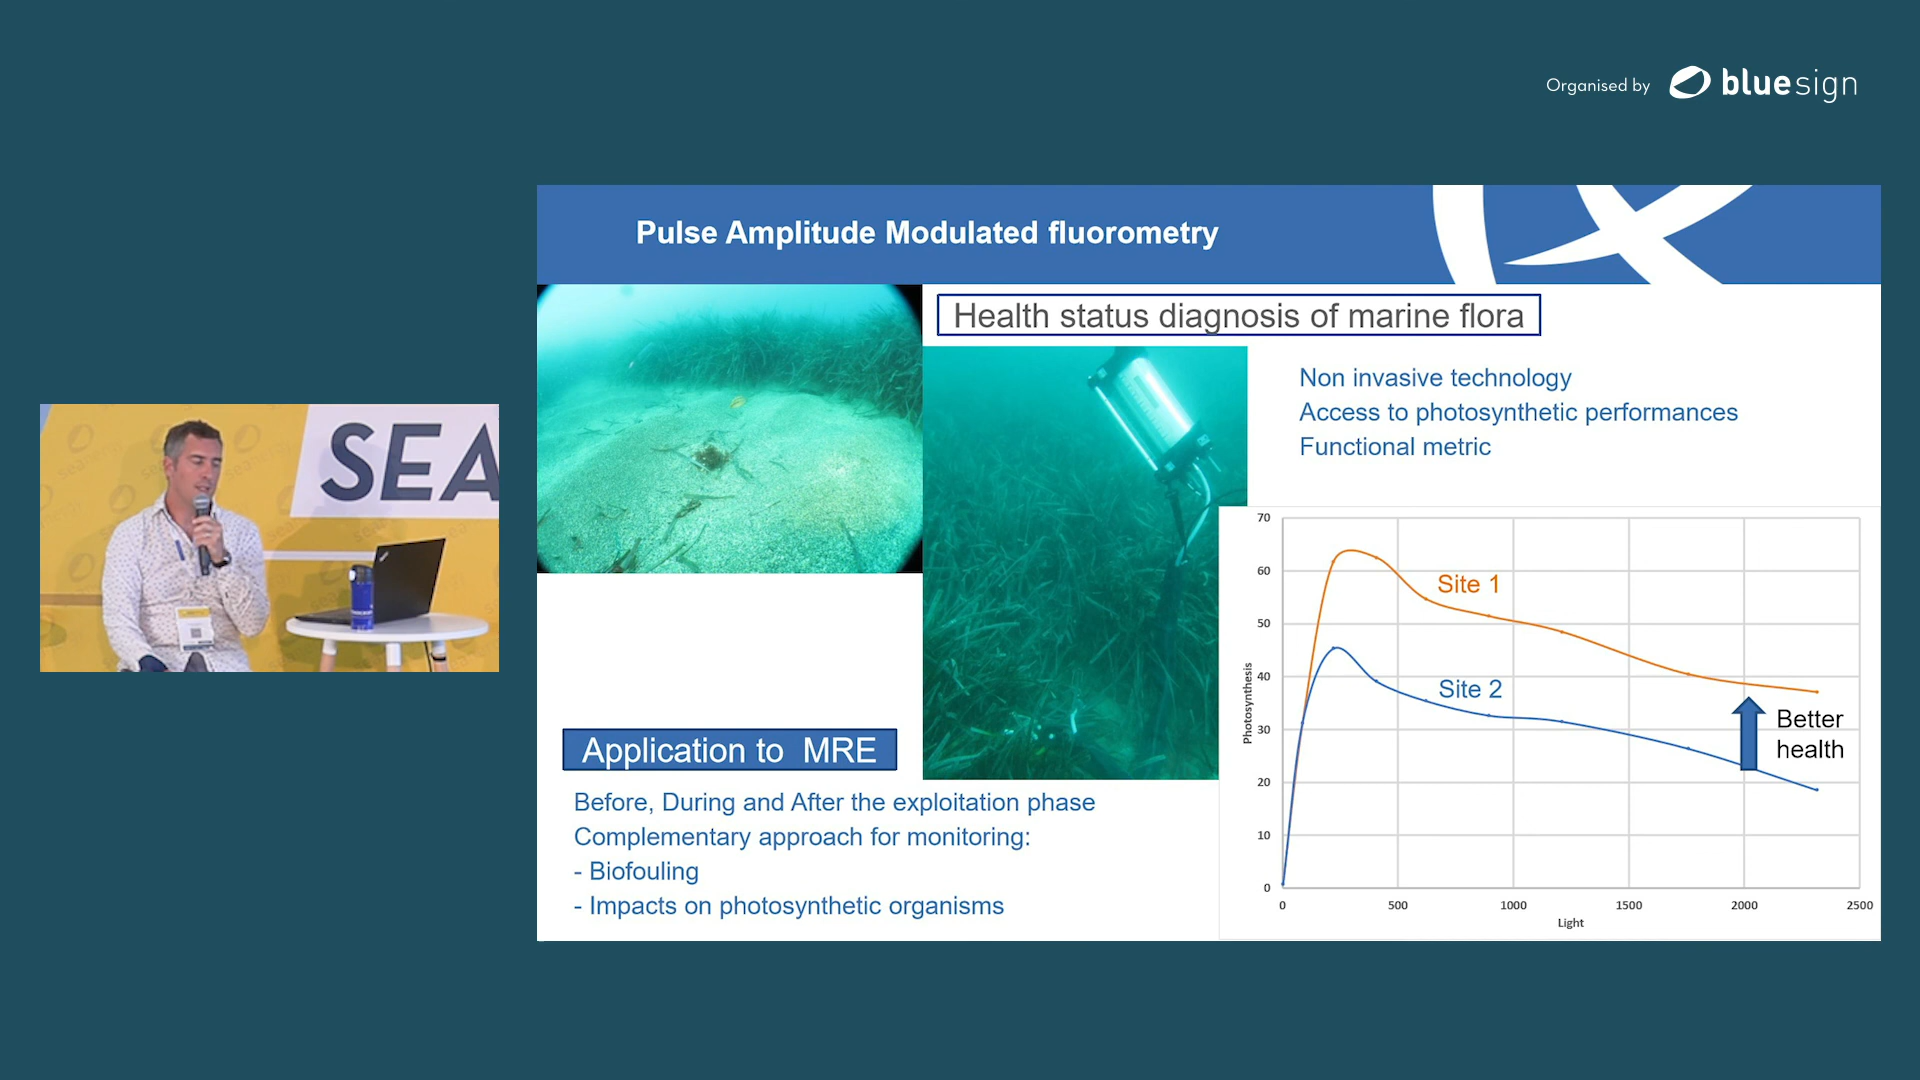 Organised by bluesign
Pulse Amplitude Modulated fluorometry
Health status diagnosis of marine flora
Non invasive technology
Access to photosynthetic performances
Functional metric
SEA
Application to MRE
Before, During and After the exploitation phase
Complementary approach for monitoring:
- Biofouling
- Impacts on photosynthetic organisms
70
60
50
40
30
20
10
0
Photosynthesis
Site 1
Site 2
Better
health
0 500 1000 1500 2000 2500
Light